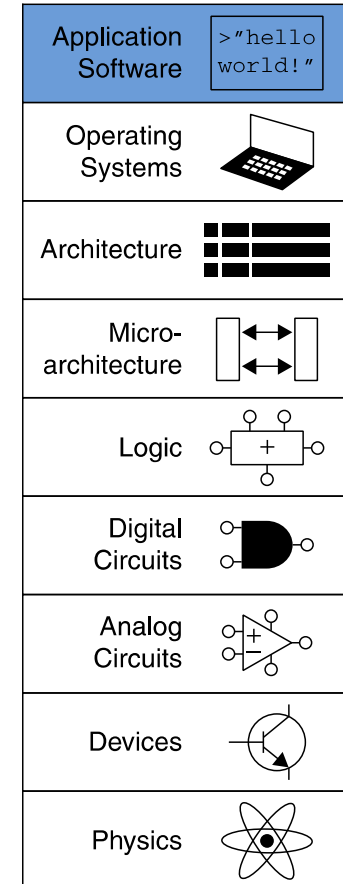 Application
Software
>"hello
world!"
Operating
Systems
Architecture
Micro-
architecture
Logic
+
Digital
Circuits
Analog
Circuits
+
−
Devices
Physics